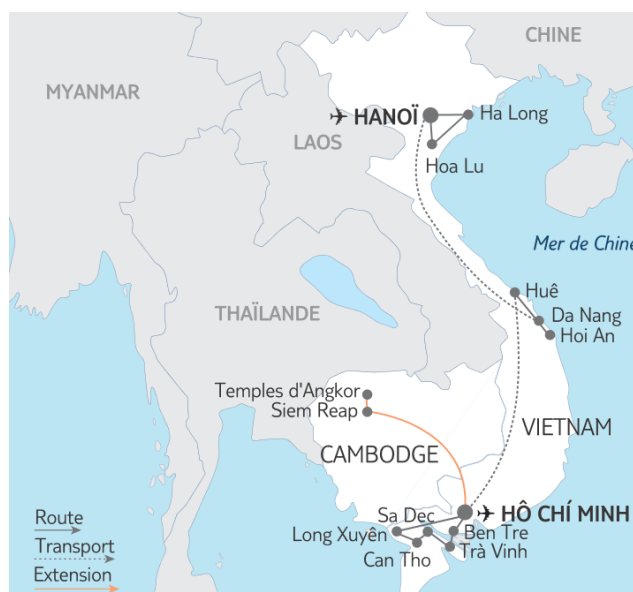 CHINE
MYANMAR
✈ HANOÏ
Ha Long
LAOS
Hoa Lu
Mer de Chine
Huê
THAÏLANDE
Da Nang
Hoi An
Temples d'Angkor
Siem Reap
VIETNAM
CAMBODGE
Sa Dec
✈ HÔ CHÍ MINH
Route
Long Xuyên
Ben Tre
Transport
Can Tho
Trà Vinh
Extension